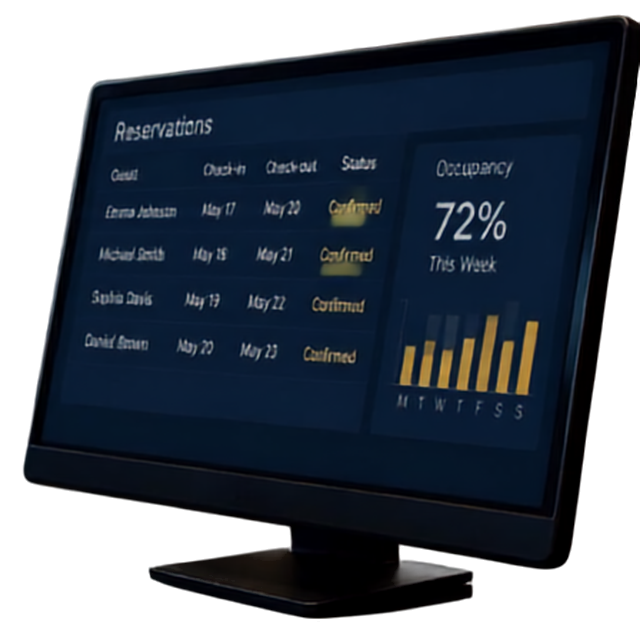 Reservations
Guest Check-in Check-out Status
Emma Johnson May 17 May 20 Confirmed
Michael Smith May 18 May 21 Confirmed
Sophia Davis May 19 May 22 Confirmed
Daniel Brown May 20 May 23 Confirmed
Occupancy
72%
This Week
M T W T F S S